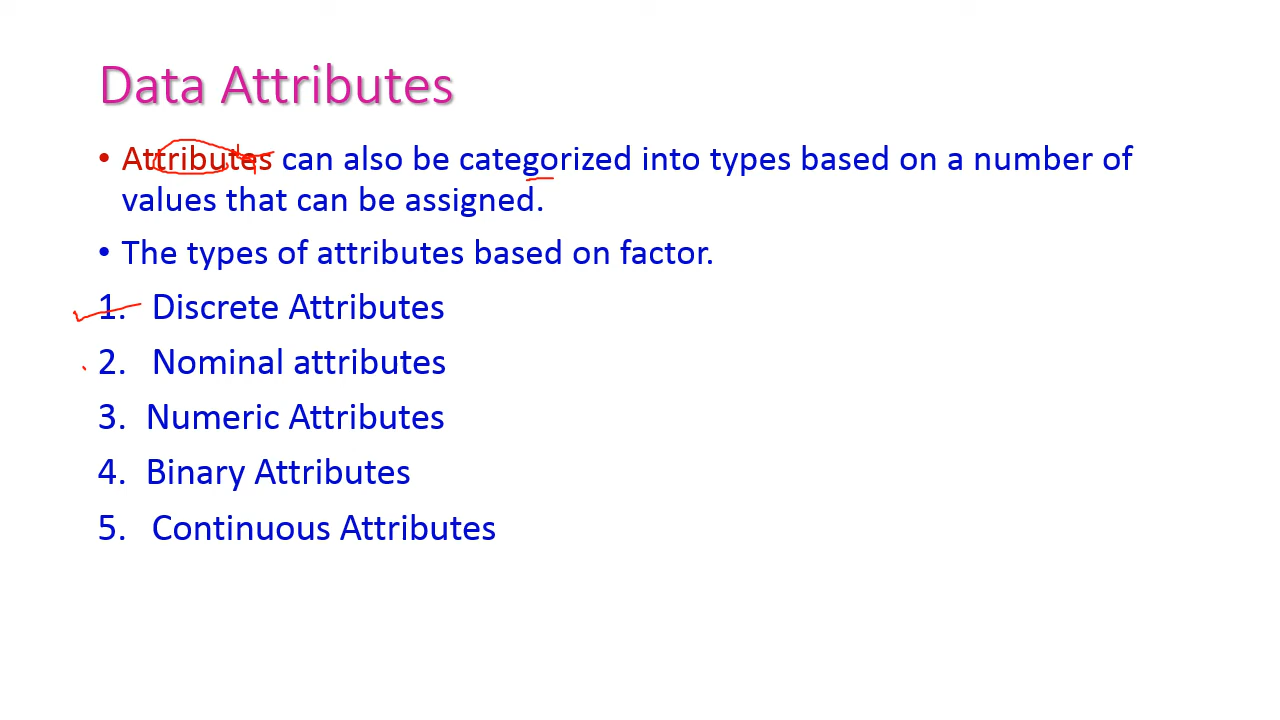 Data Attributes
• Attributes can also be categorized into types based on a number of
values that can be assigned.
• The types of attributes based on factor.
1. Discrete Attributes
2. Nominal attributes
3. Numeric Attributes
4. Binary Attributes
5. Continuous Attributes